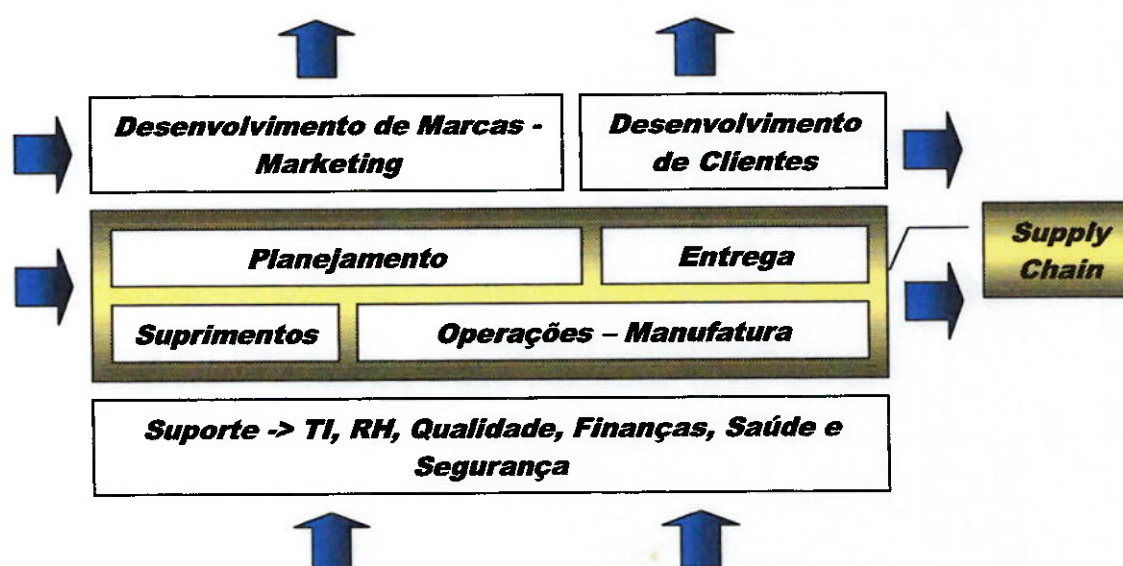 Desenvolvimento de Marcas -
Marketing
Desenvolvimento
de Clientes
Planejamento
Entrega
Supply
Chain
Suprimentos
Operações – Manufatura
Suporte -> TI, RH, Qualidade, Finanças, Saúde e
Segurança